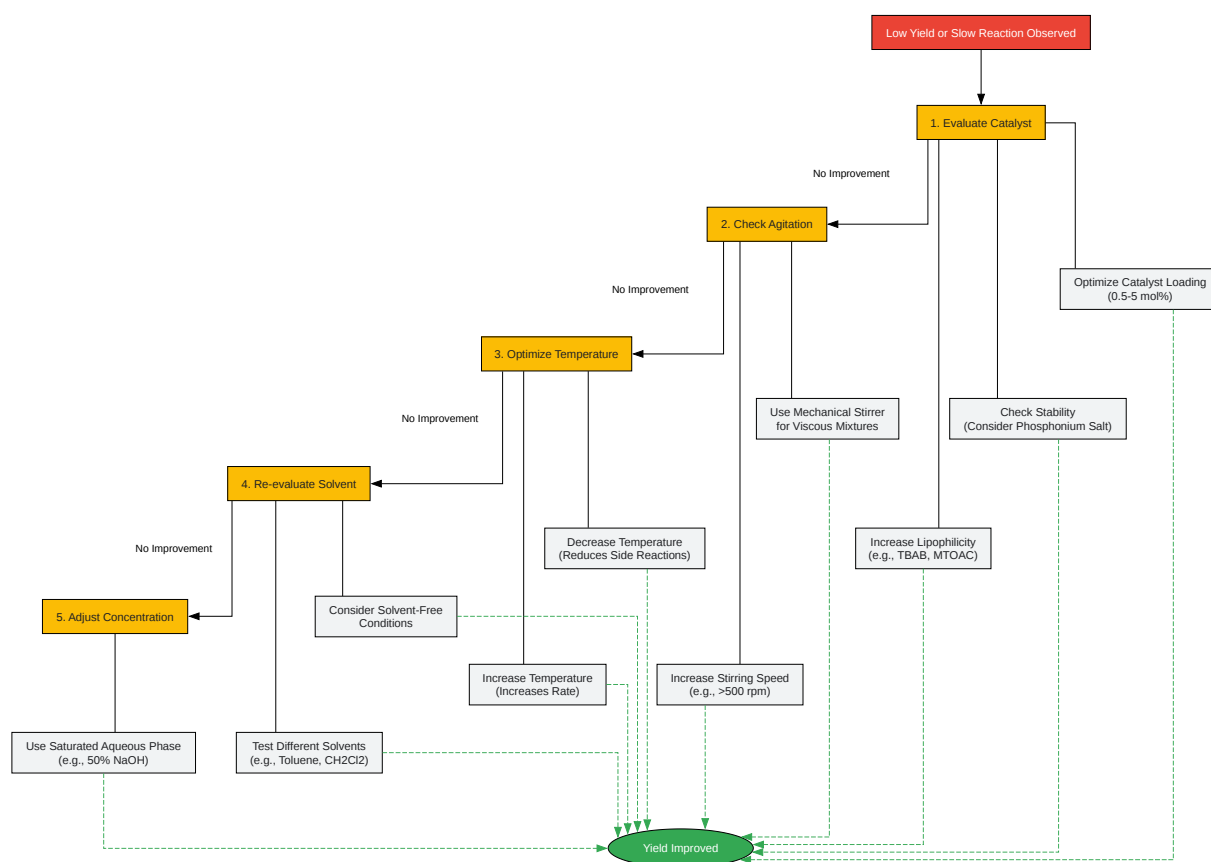 Low Yield or Slow Reaction Observed
1. Evaluate Catalyst
No Improvement
2. Check Agitation
Optimize Catalyst Loading
(0.5-5 mol%)
No Improvement
3. Optimize Temperature
Use Mechanical Stirrer
for Viscous Mixtures
Check Stability
(Consider Phosphonium Salt)
No Improvement
4. Re-evaluate Solvent
Decrease Temperature
(Reduces Side Reactions)
Increase Lipophilicity
(e.g., TBAB, MTOAC)
No Improvement
5. Adjust Concentration
Consider Solvent-Free
Conditions
Increase Temperature
(Increases Rate)
Increase Stirring Speed
(e.g., >500 rpm)
Use Saturated Aqueous Phase
(e.g., 50% NaOH)
Test Different Solvents
(e.g., Toluene, CH2Cl2)
Yield Improved